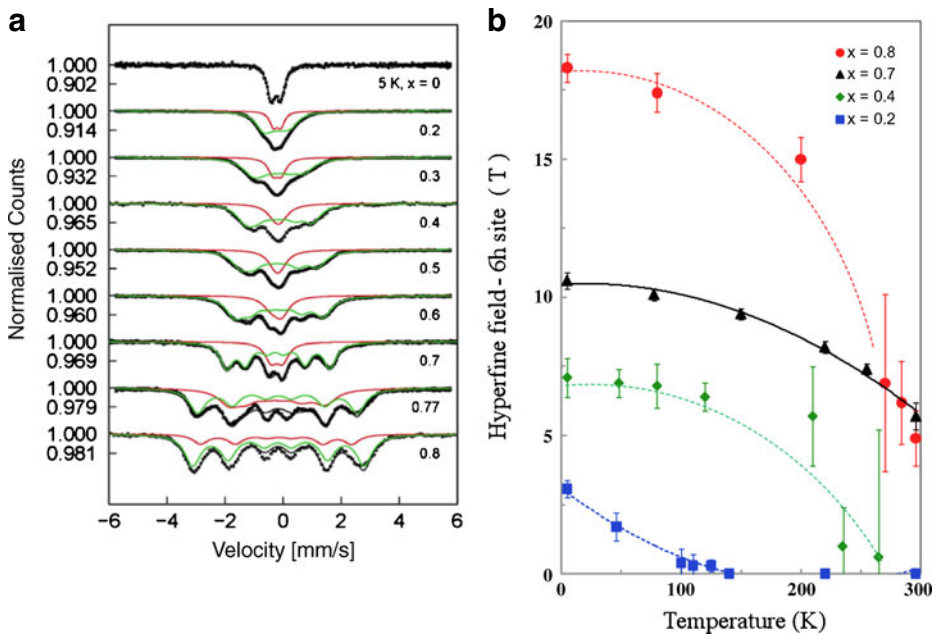 a
Normalised Counts
1.000
0.902
5 K, x = 0
1.000
0.914
0.2
1.000
0.932
0.3
1.000
0.965
0.4
1.000
0.952
0.5
1.000
0.960
0.6
1.000
0.969
0.7
1.000
0.979
0.77
1.000
0.981
0.8
−6 −4 −2 0 2 4 6
Velocity [mm/s]
b
Hyperfine field - 6h site ( T )
20
15
10
5
0
x = 0.8
x = 0.7
x = 0.4
x = 0.2
0 100 200 300
Temperature (K)